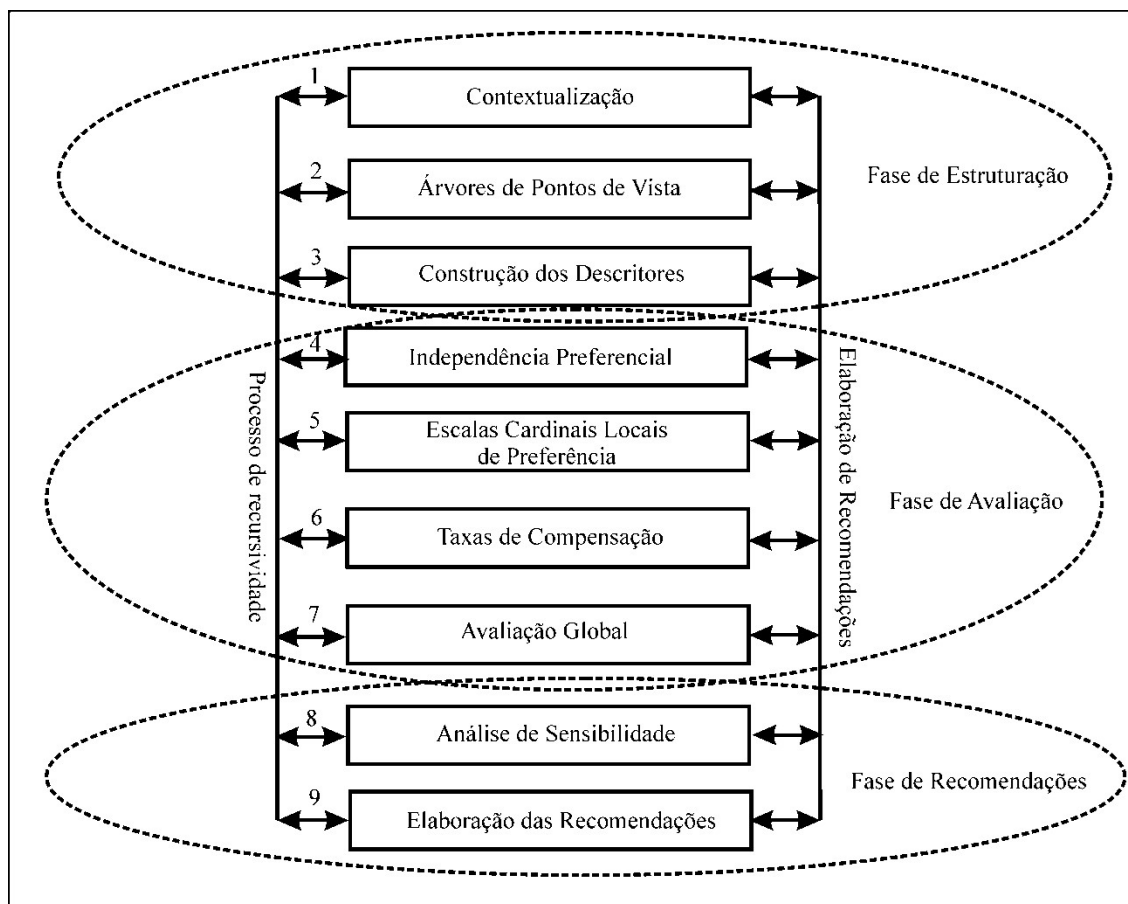 1
Contextualização
2
Árvores de Pontos de Vista
Fase de Estruturação
3
Construção dos Descritores
4
Independência Preferencial
Processo de recursividade
Elaboração de Recomendações
5
Escalas Cardinais Locais
de Preferência
Fase de Avaliação
6
Taxas de Compensação
7
Avaliação Global
8
Análise de Sensibilidade
Fase de Recomendações
9
Elaboração das Recomendações